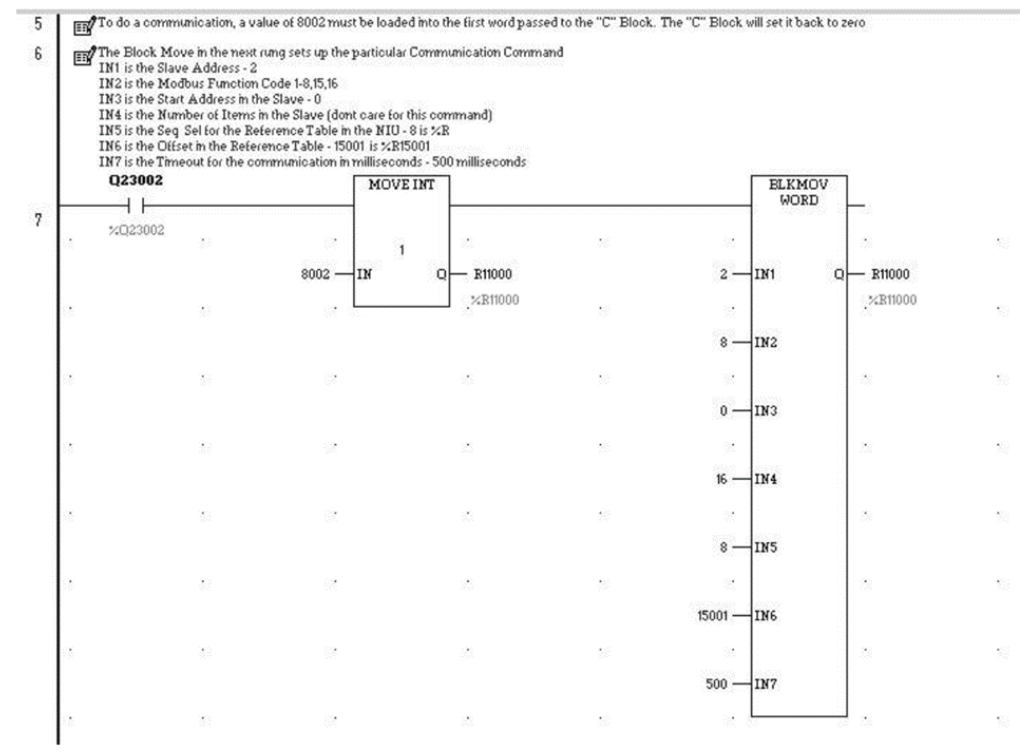 5 To do a communication, a value of 8002 must be loaded into the first word passed to the "C" Block. The "C" Block will set it back to zero
6 The Block Move in the next rung sets up the particular Communication Command
IN1 is the Slave Address - 2
IN2 is the Modbus Function Code 1-8,15,16
IN3 is the Start Address in the Slave - 0
IN4 is the Number of Items in the Slave (dont care for this command)
IN5 is the Seg Sel for the Reference Table in the NIU - 8 is %R
IN6 is the Offset in the Reference Table - 15001 is %R15001
IN7 is the Timeout for the communication in milliseconds - 500 milliseconds
Q23002 MOVE INT BLKMOV
WORD
7
%Q23002
1
8002 IN Q R11000 2 IN1 Q R11000
%R11000 %R11000
8 IN2
0 IN3
16 IN4
8 IN5
15001 IN6
500 IN7